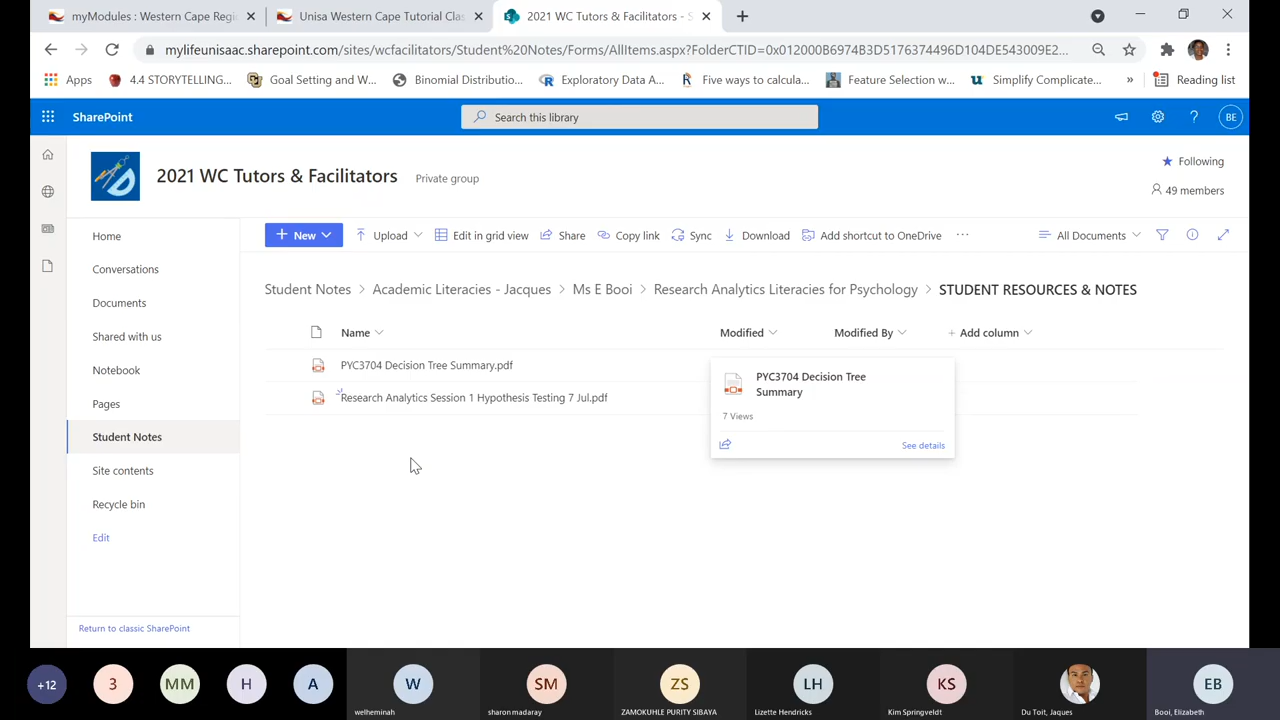 myModules : Western Cape Regi
Unisa Western Cape Tutorial Clas
2021 WC Tutors & Facilitators - S
mylifeunisaac.sharepoint.com/sites/wcfacilitators/Student%20Notes/Forms/AllItems.aspx?FolderCTID=0x012000B6974B3D5176374496D104DE543009E2...
Apps
4.4 STORYTELLING...
Goal Setting and W...
Binomial Distributio...
Exploratory Data A...
Five ways to calcula...
Feature Selection w...
Simplify Complicate...
»
Reading list
SharePoint
Search this library
BE
2021 WC Tutors & Facilitators
Private group
Following
49 members
Home
Conversations
Documents
Shared with us
Notebook
Pages
Student Notes
Site contents
Recycle bin
Edit
Return to classic SharePoint
+ New
Upload
Edit in grid view
Share
Copy link
Sync
Download
Add shortcut to OneDrive
...
All Documents
Student Notes > Academic Literacies - Jacques > Ms E Booi > Research Analytics Literacies for Psychology > STUDENT RESOURCES & NOTES
Name
Modified
Modified By
+ Add column
PYC3704 Decision Tree Summary.pdf
Research Analytics Session 1 Hypothesis Testing 7 Jul.pdf
PYC3704 Decision Tree
Summary
7 Views
See details
+12
3
MM
H
A
W
welheminah
SM
sharon madaray
ZS
ZAMOKUHLE PURITY SIBAYA
LH
Lizette Hendricks
KS
Kim Springveldt
Du Toit, Jaques
EB
Booi, Elizabeth